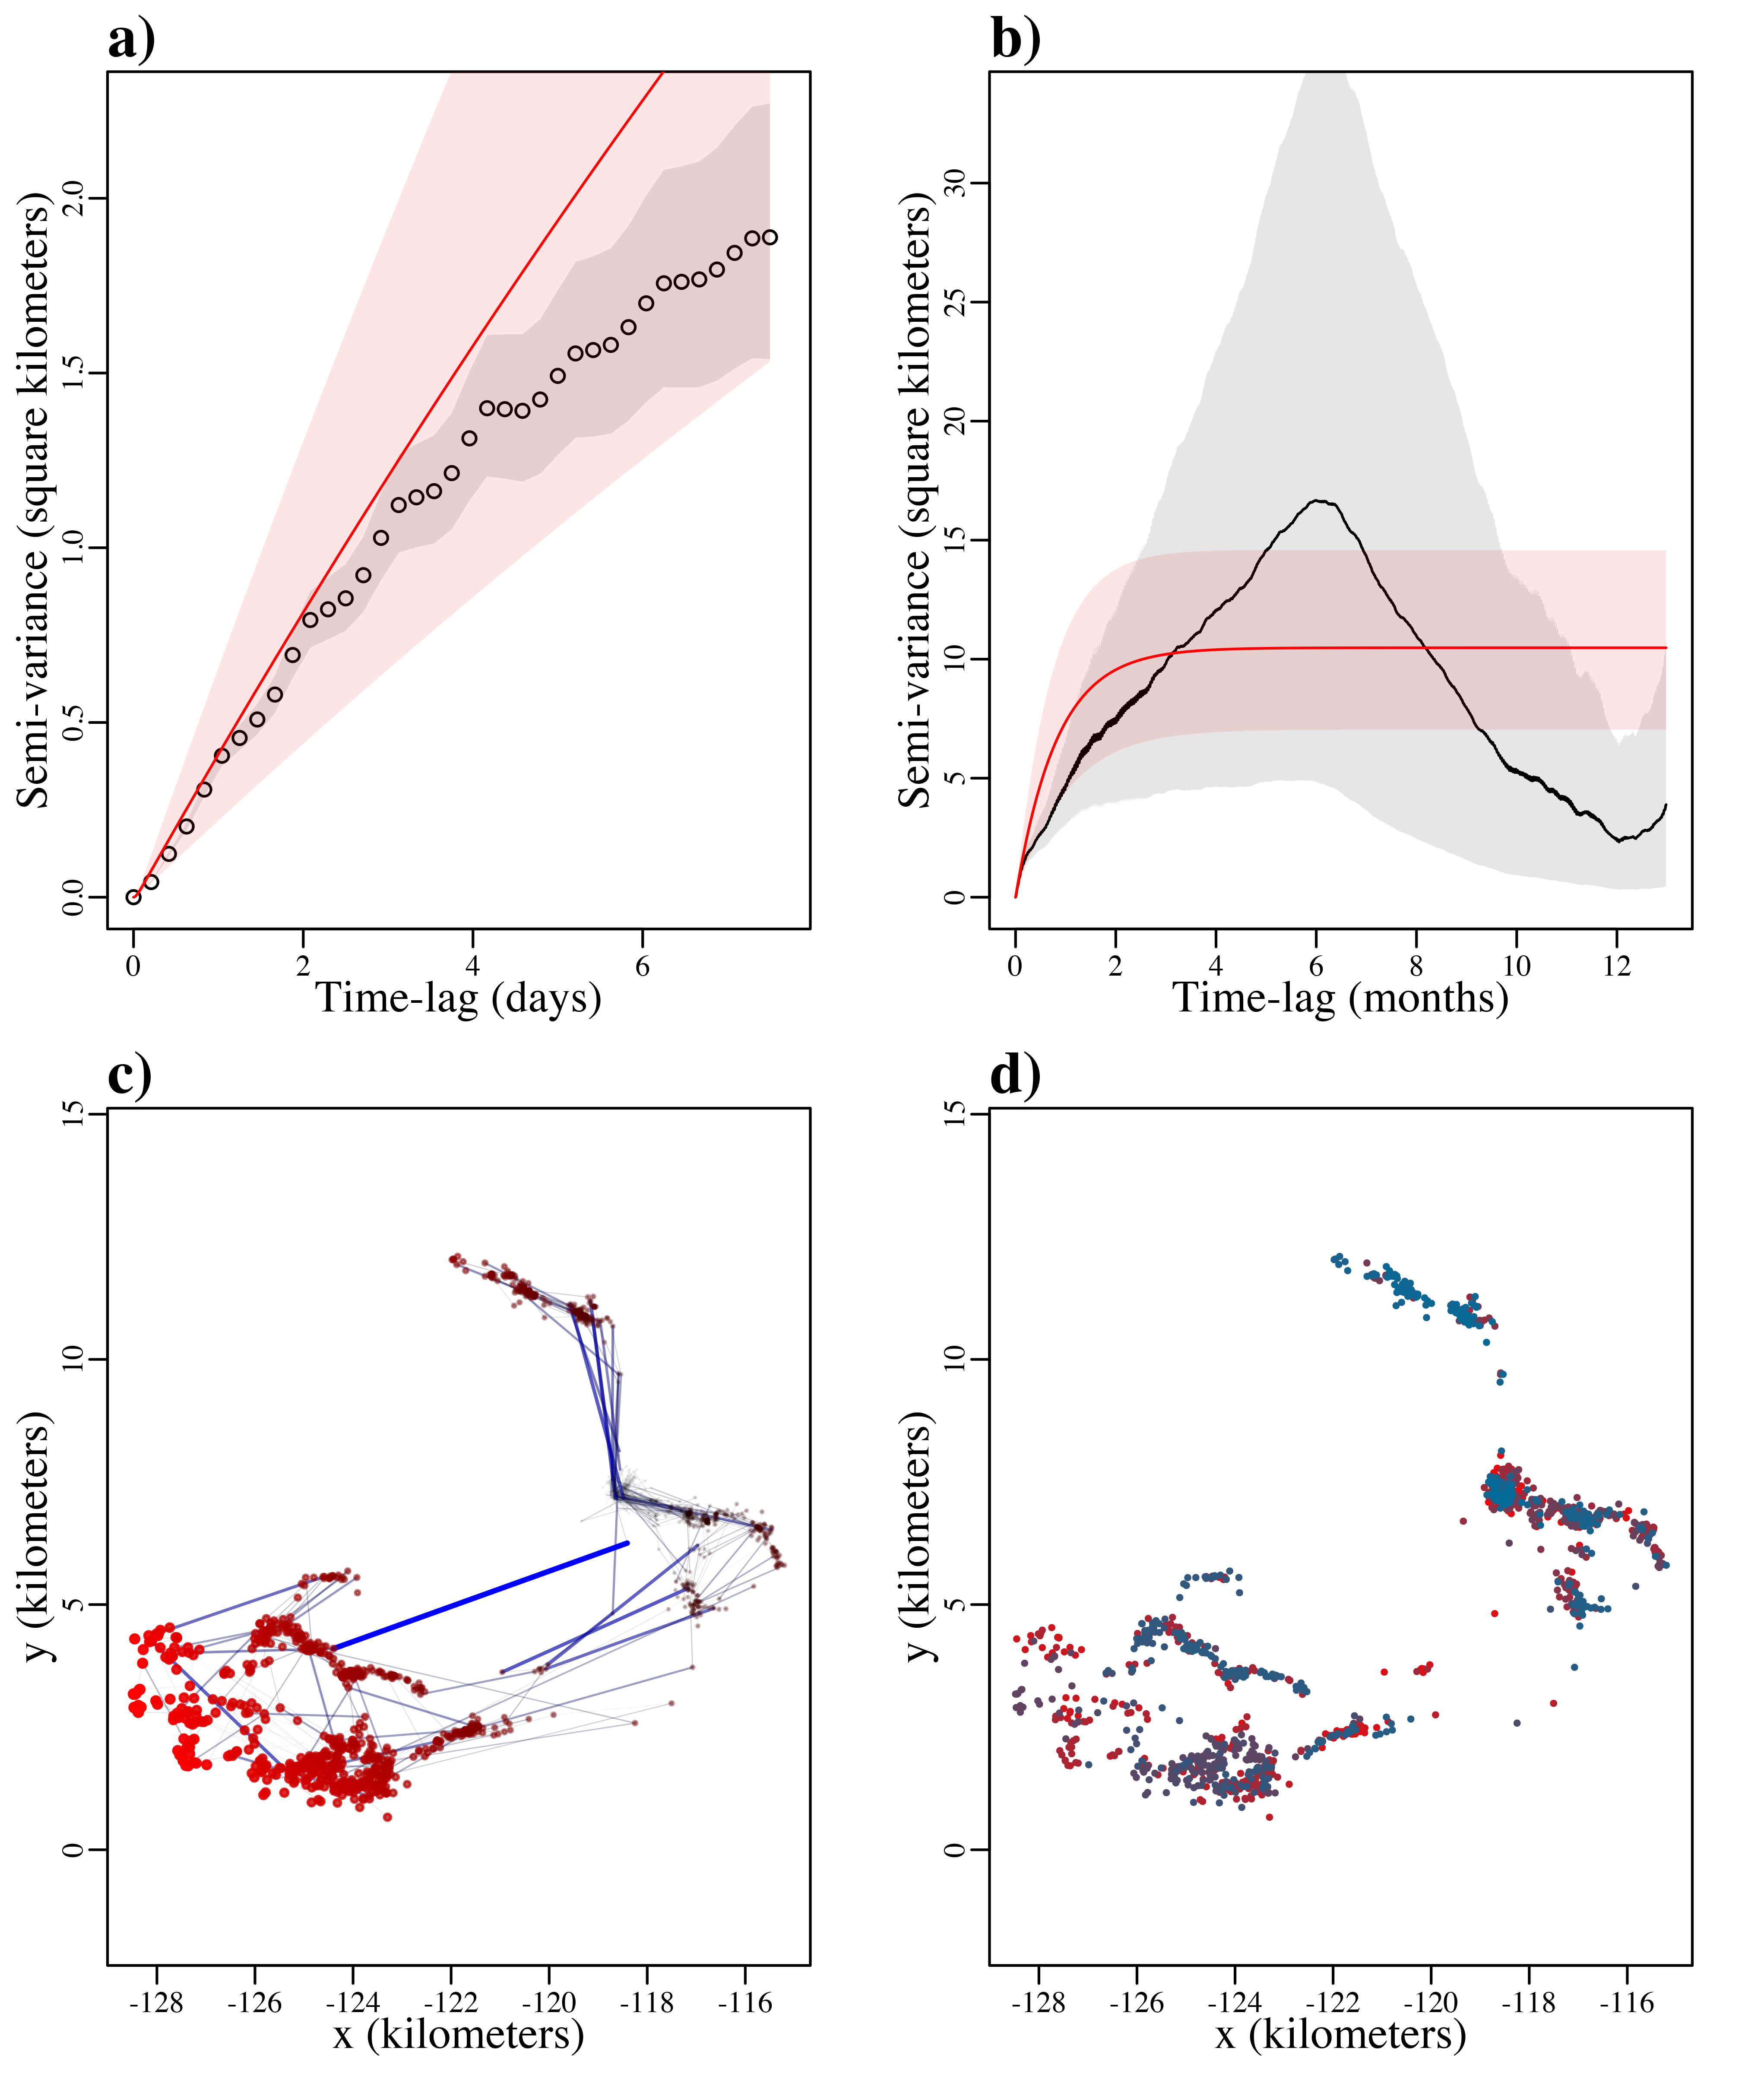 a)
Semi-variance (square kilometers)
0.0 0.5 1.0 1.5 2.0
0 2 4 6
Time-lag (days)
b)
Semi-variance (square kilometers)
0 5 10 15 20 25 30
0 2 4 6 8 10 12
Time-lag (months)
c)
y (kilometers)
0 5 10 15
-128 -126 -124 -122 -120 -118 -116
x (kilometers)
d)
y (kilometers)
0 5 10 15
-128 -126 -124 -122 -120 -118 -116
x (kilometers)